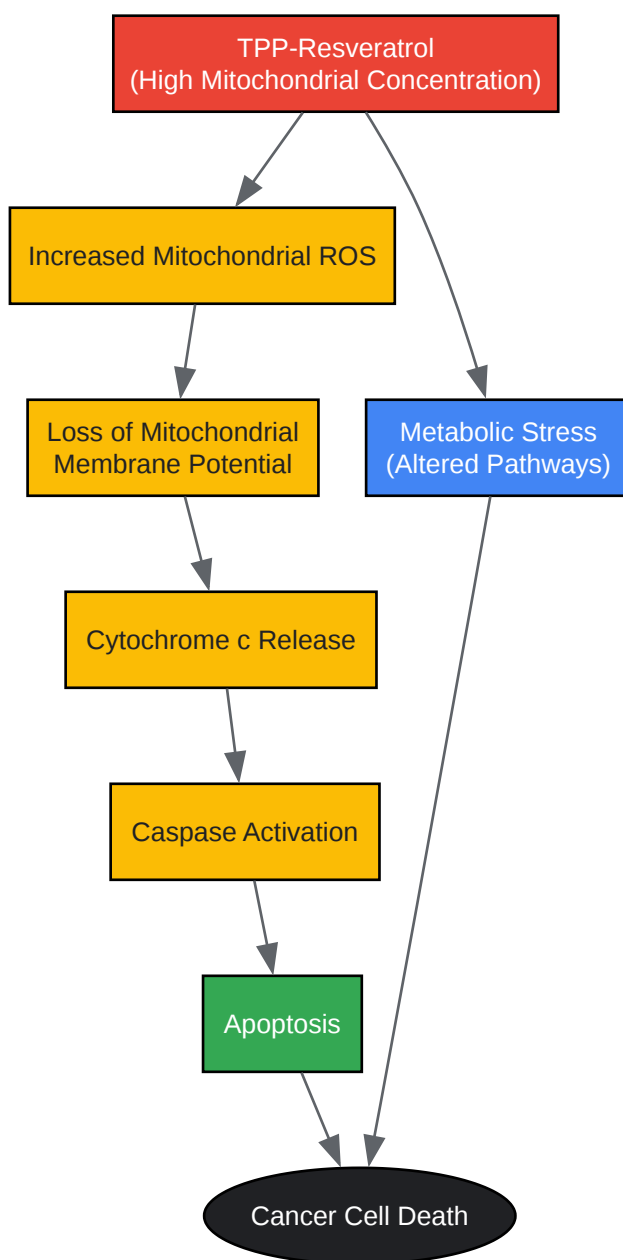 TPP-Resveratrol
(High Mitochondrial Concentration)
Increased Mitochondrial ROS
Loss of Mitochondrial
Membrane Potential
Metabolic Stress
(Altered Pathways)
Cytochrome c Release
Caspase Activation
Apoptosis
Cancer Cell Death